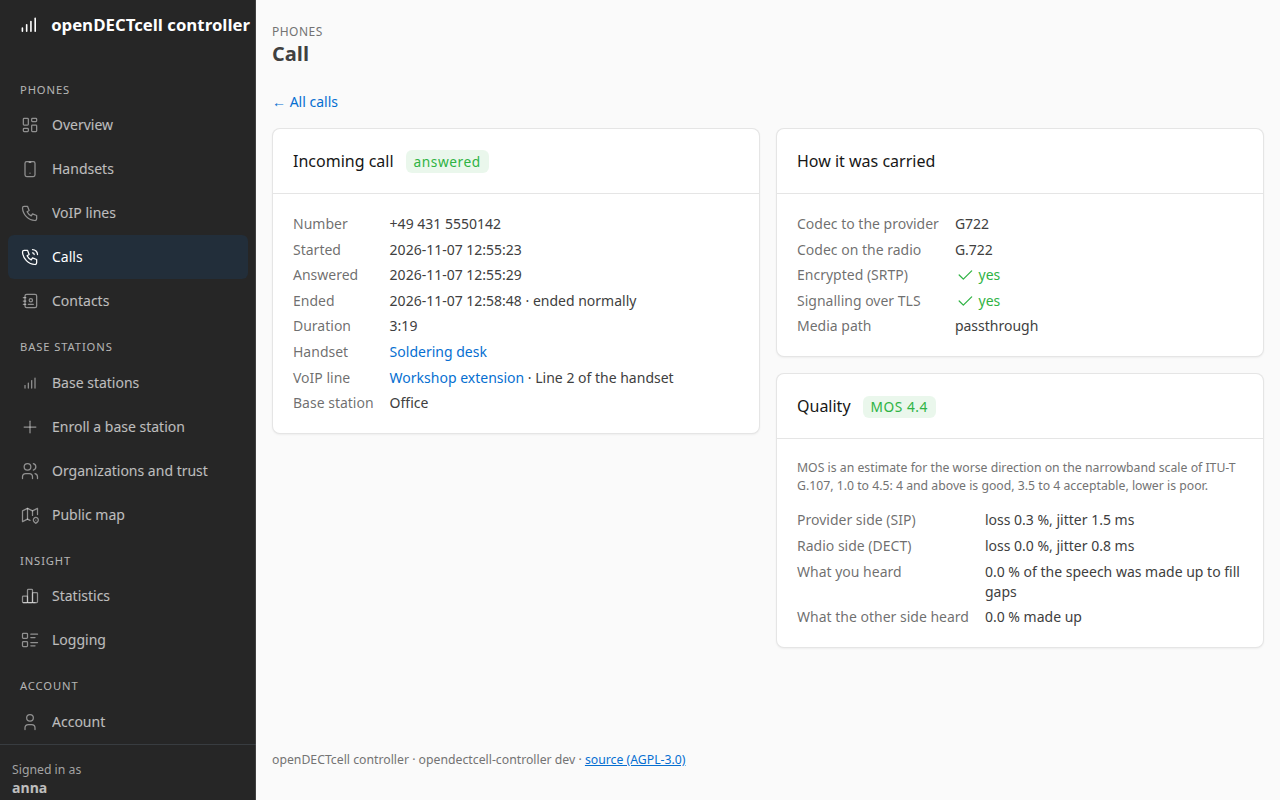 openDECTcell controller
PHONES
Overview
Handsets
VoIP lines
Calls
Contacts
BASE STATIONS
Base stations
Enroll a base station
Organizations and trust
Public map
INSIGHT
Statistics
Logging
ACCOUNT
Account
Signed in as
anna
PHONES
Call
← All calls
Incoming call answered
Number +49 431 5550142
Started 2026-11-07 12:55:23
Answered 2026-11-07 12:55:29
Ended 2026-11-07 12:58:48 · ended normally
Duration 3:19
Handset Soldering desk
VoIP line Workshop extension · Line 2 of the handset
Base station Office
How it was carried
Codec to the provider G722
Codec on the radio G.722
Encrypted (SRTP) ✓ yes
Signalling over TLS ✓ yes
Media path passthrough
Quality MOS 4.4
MOS is an estimate for the worse direction on the narrowband scale of ITU-T
G.107, 1.0 to 4.5: 4 and above is good, 3.5 to 4 acceptable, lower is poor.
Provider side (SIP) loss 0.3 %, jitter 1.5 ms
Radio side (DECT) loss 0.0 %, jitter 0.8 ms
What you heard 0.0 % of the speech was made up to fill
gaps
What the other side heard 0.0 % made up
openDECTcell controller · opendectcell-controller dev · source (AGPL-3.0)